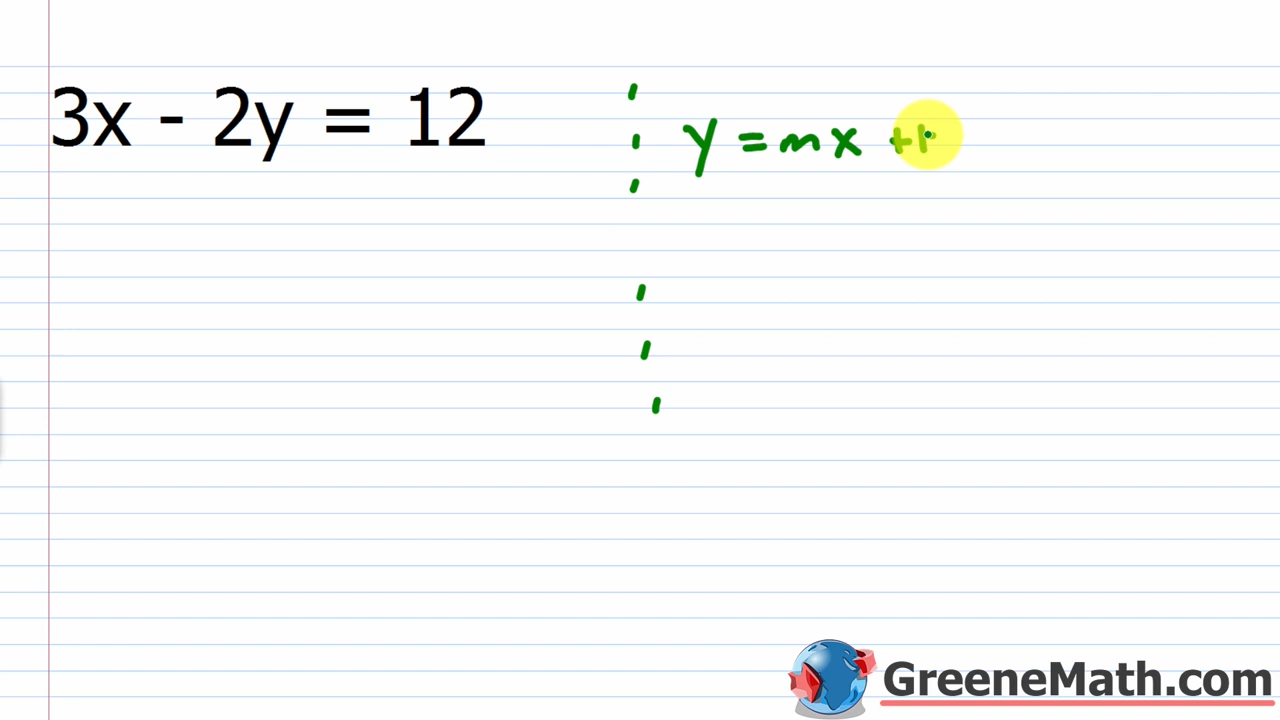 3x - 2y = 12
y = mx +
GreeneMath.com